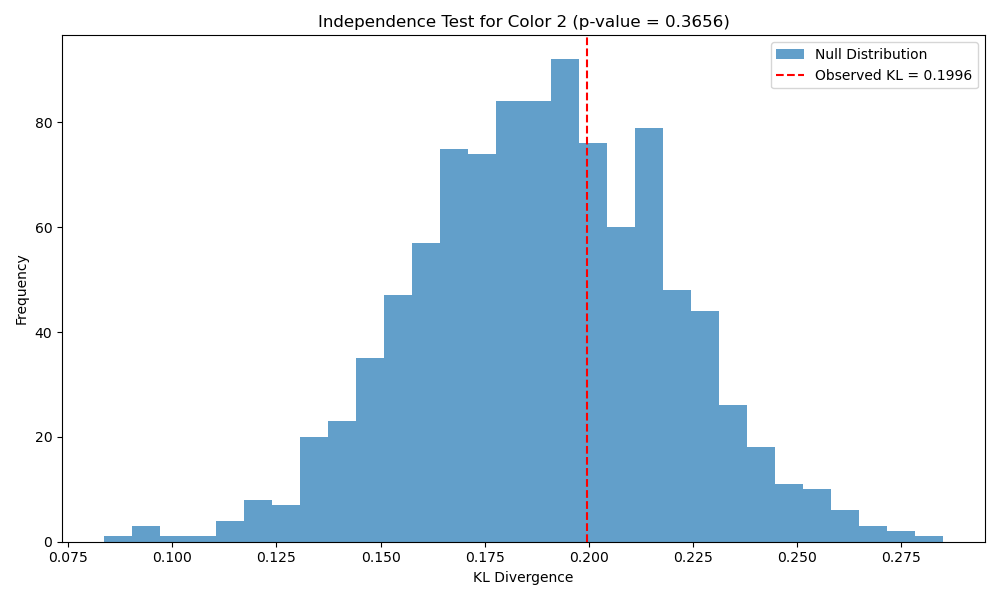 Independence Test for Color 2 (p-value = 0.3656)
Null Distribution
Observed KL = 0.1996
Frequency
80
60
40
20
0
0.075 0.100 0.125 0.150 0.175 0.200 0.225 0.250 0.275
KL Divergence